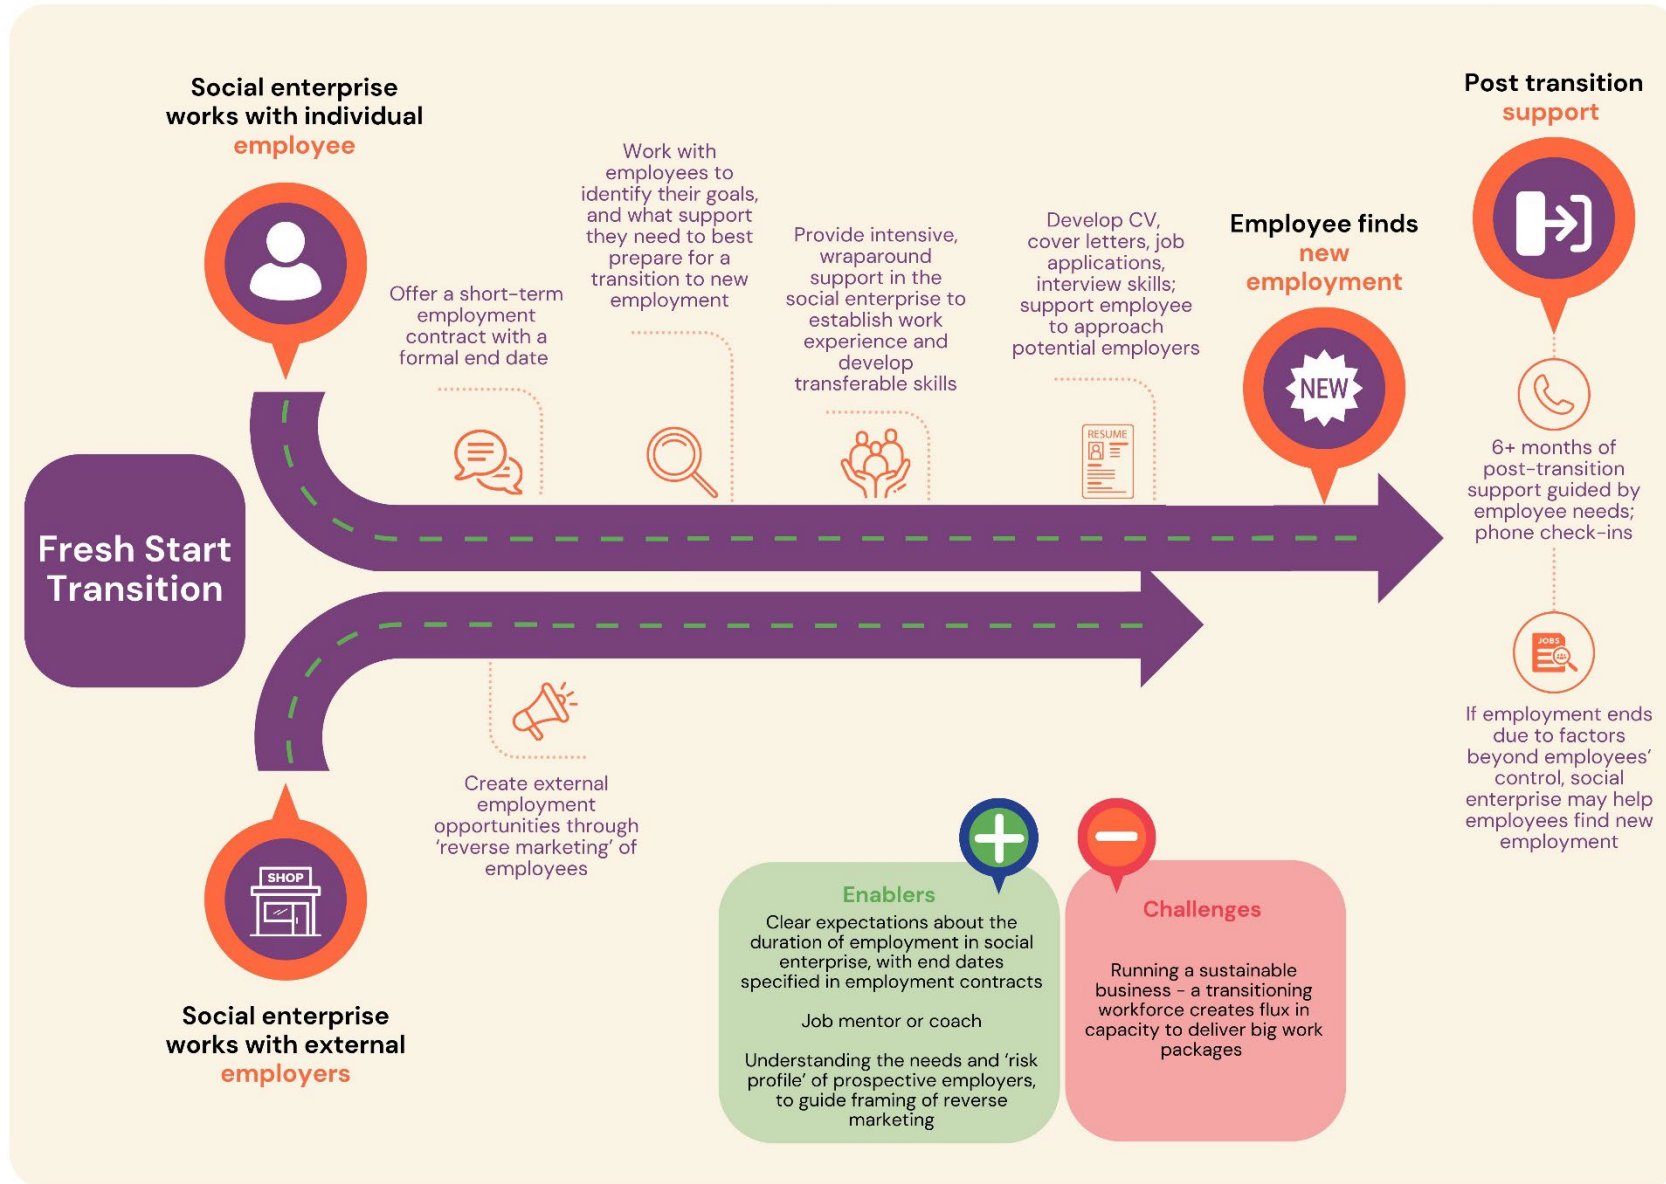 Fresh Start
Transition
Social enterprise
works with individual
employee
Offer a short-term
employment
contract with a
formal end date
Work with
employees to
identify their goals,
and what support
they need to best
prepare for a
transition to new
employment
Provide intensive,
wraparound
support in the
social enterprise to
establish work
experience and
develop
transferable skills
Develop CV,
cover letters, job
applications,
interview skills;
support employee
to approach
potential employers
RESUME
Employee finds
new
employment
NEW
Post transition
support
6+ months of
post-transition
support guided by
employee needs;
phone check-ins
JOBS
If employment ends
due to factors
beyond employees’
control, social
enterprise may help
employees find new
employment
Create external
employment
opportunities through
‘reverse marketing’ of
employees
SHOP
Social enterprise
works with external
employers
Enablers
Clear expectations about the
duration of employment in social
enterprise, with end dates
specified in employment contracts
Job mentor or coach
Understanding the needs and ‘risk
profile’ of prospective employers,
to guide framing of reverse
marketing
Challenges
Running a sustainable
business - a transitioning
workforce creates flux in
capacity to deliver big work
packages